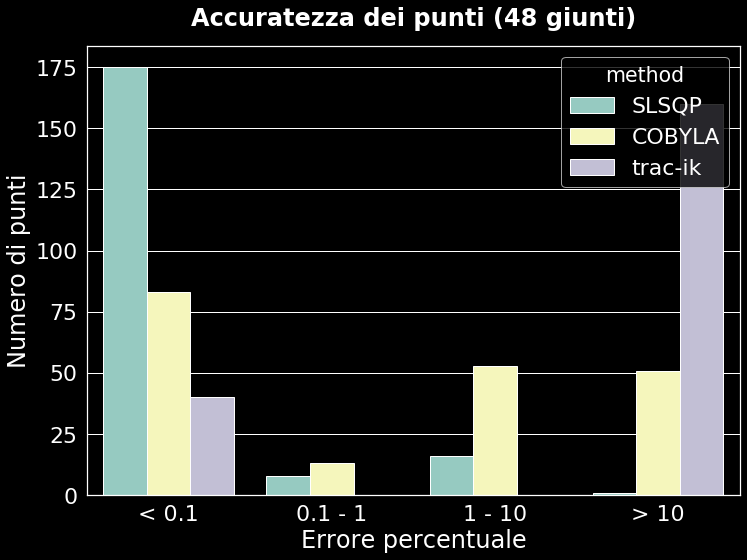 Accuratezza dei punti (48 giunti)
method
SLSQP
COBYLA
trac-ik
Numero di punti
175
150
125
100
75
50
25
0
< 0.1
0.1 - 1
1 - 10
> 10
Errore percentuale